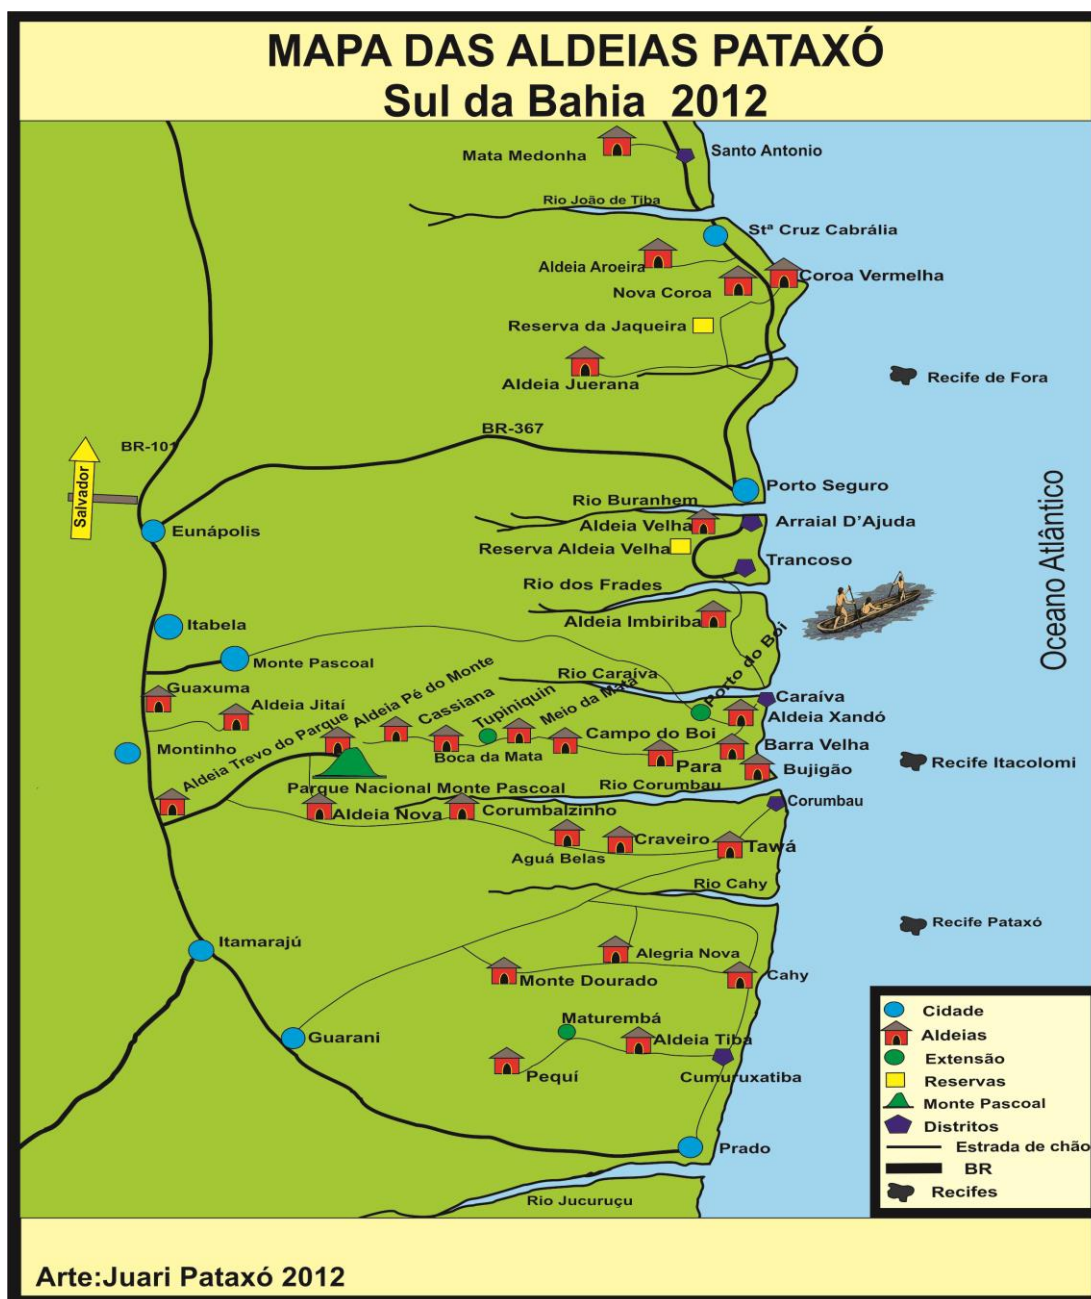 MAPA DAS ALDEIAS PATAXÓ
Sul da Bahia 2012
Mata Medonha
Santo Antonio
Rio João de Tiba
Stª Cruz Cabrália
Aldeia Aroeira
Coroa Vermelha
Nova Coroa
Reserva da Jaqueira
Aldeia Juerana
Recife de Fora
BR-367
BR-101
Salvador
Porto Seguro
Rio Buranhem
Eunápolis
Aldeia Velha
Arraial D'Ajuda
Reserva Aldeia Velha
Trancoso
Rio dos Frades
Oceano Atlântico
Itabela
Aldeia Imbiriba
Monte Pascoal
Porto do Boi
Rio Caraíva
Guaxuma
Caraíva
Aldeia Jitaí
Aldeia Pé do Monte
Cassiana
Tupiniquin
Meio da Mata
Aldeia Xandó
Montinho
Aldeia Trevo do Parque
Boca da Mata
Campo do Boi
Barra Velha
Para
Bujigão
Recife Itacolomi
Parque Nacional Monte Pascoal
Rio Corumbau
Corumbau
Aldeia Nova
Corumbalzinho
Craveiro
Tawá
Aguá Belas
Rio Cahy
Recife Pataxó
Itamarajú
Alegria Nova
Monte Dourado
Cahy
Maturembá
Guarani
Aldeia Tiba
Pequí
Cumuruxatiba
Prado
Rio Jucuruçu
Cidade
Aldeias
Extensão
Reservas
Monte Pascoal
Distritos
Estrada de chão
BR
Recifes
Arte:Juari Pataxó 2012